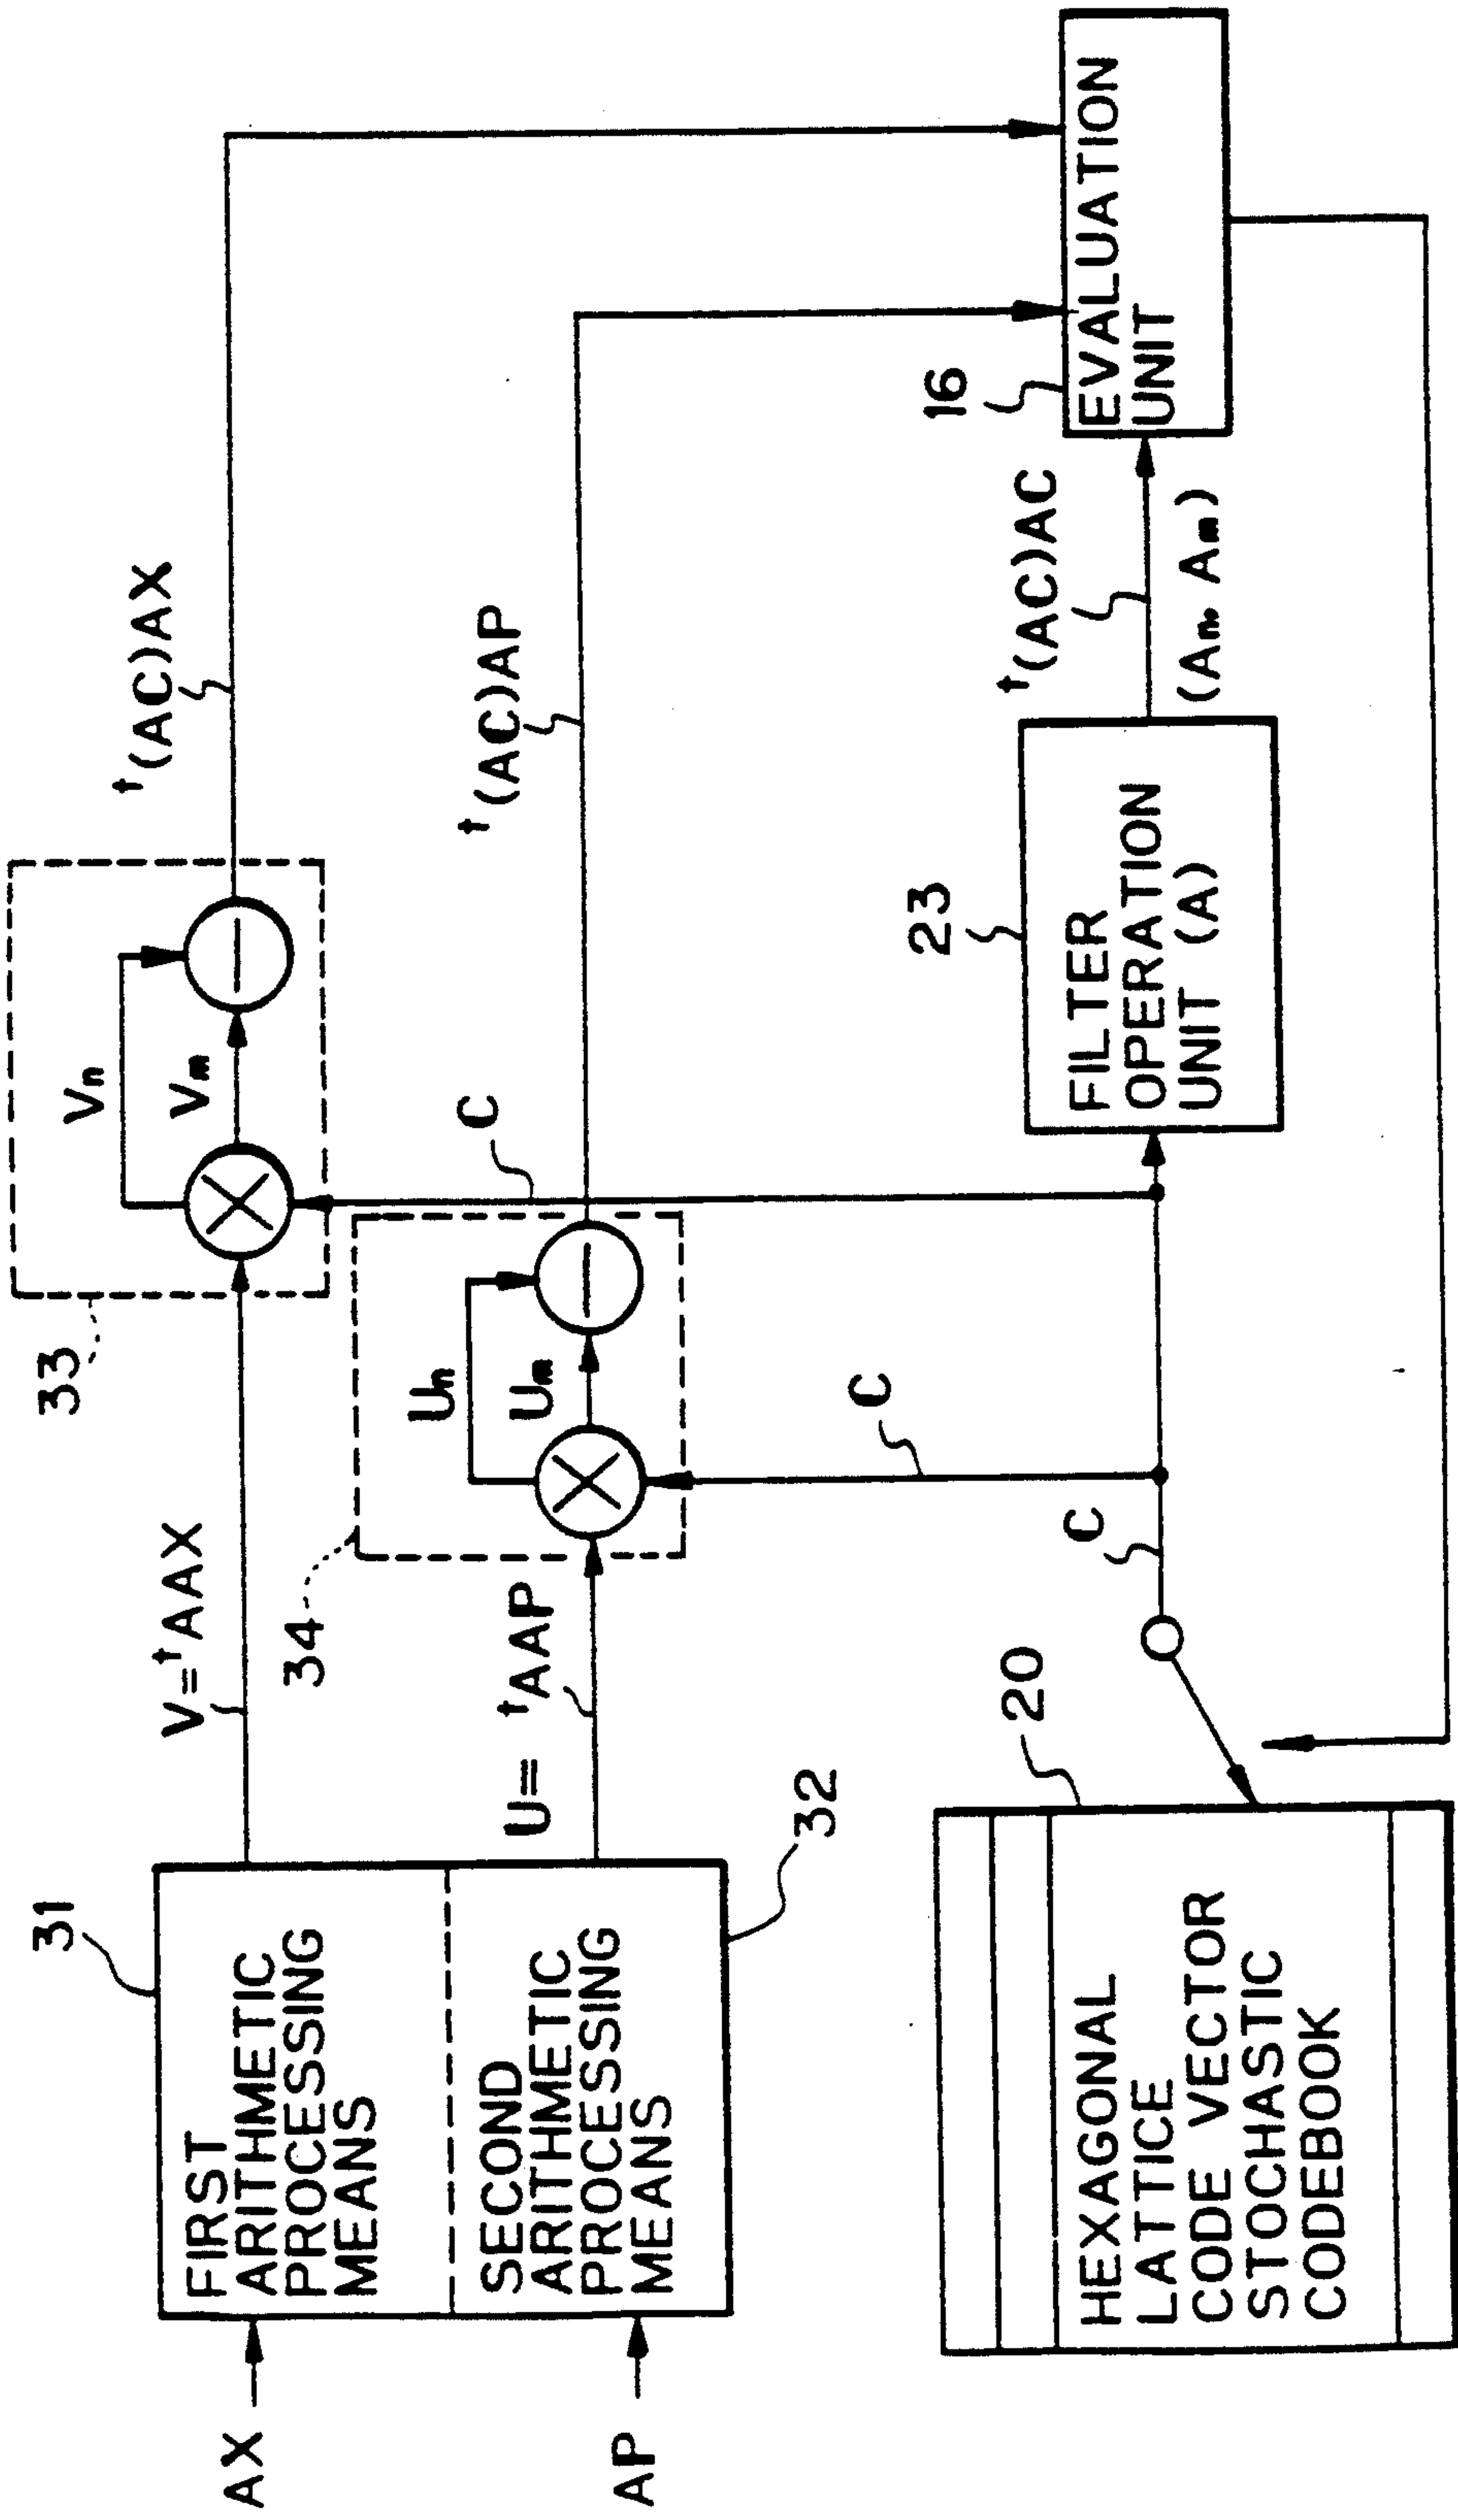 AX
AP
31
FIRST
ARITHMETIC
PROCESSING
MEANS
SECOND
ARITHMETIC
PROCESSING
MEANS
32
V=ᵗAAX
U= ᵗAAP
33
Vn
Vm
ᵗ(AC)AX
34
Un
Um
ᵗ(AC)AP
C
C
C
20
HEXAGONAL
LATTICE
CODE VECTOR
STOCHASTIC
CODEBOOK
23
FILTER
OPERATION
UNIT (A)
ᵗ(AC)AC
(An Am)
16
EVALUATION
UNIT